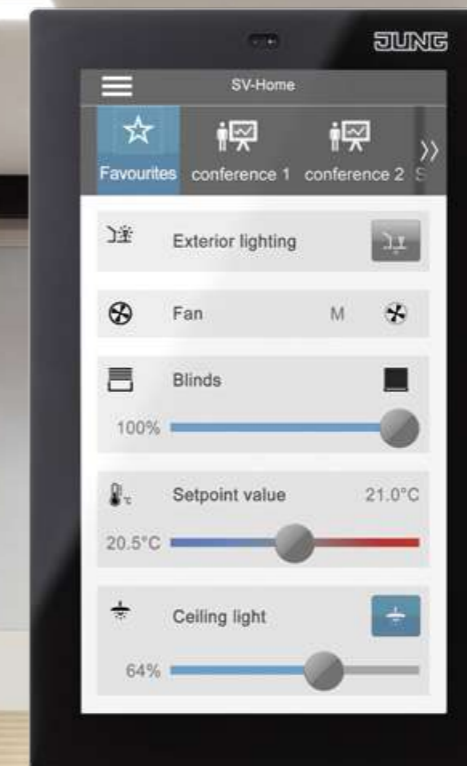 JUNG
SV-Home
Favourites conference 1 conference 2 S
Exterior lighting
Fan M
Blinds
100%
°C
Setpoint value 21.0°C
20.5°C
Ceiling light
64%